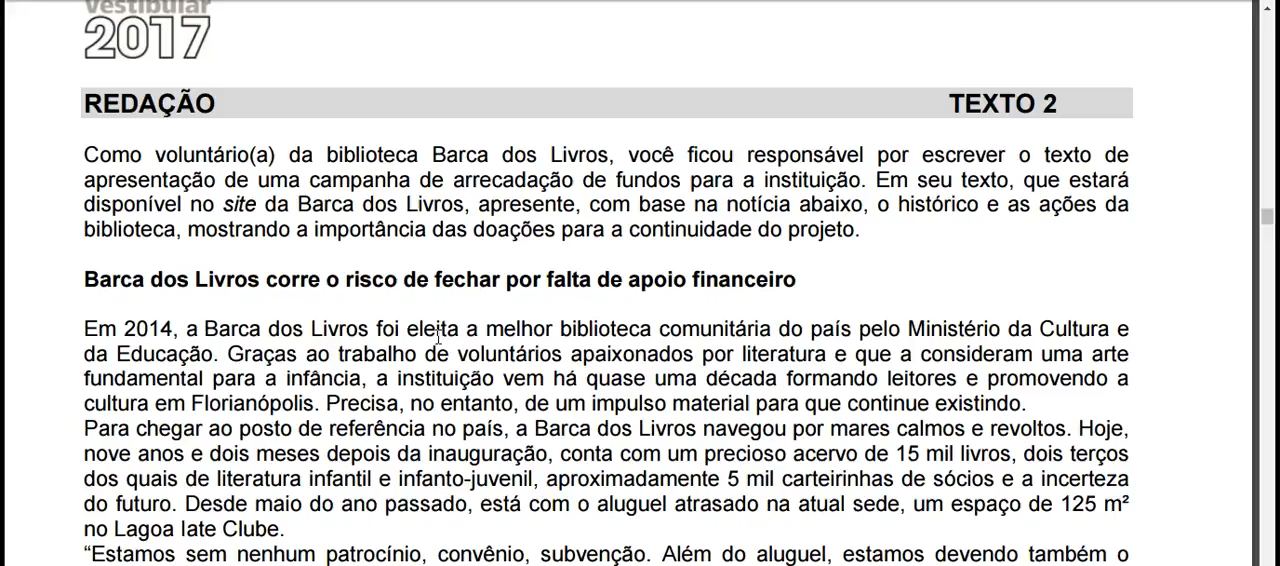 vestibular
2017
REDAÇÃO TEXTO 2
Como voluntário(a) da biblioteca Barca dos Livros, você ficou responsável por escrever o texto de
apresentação de uma campanha de arrecadação de fundos para a instituição. Em seu texto, que estará
disponível no site da Barca dos Livros, apresente, com base na notícia abaixo, o histórico e as ações da
biblioteca, mostrando a importância das doações para a continuidade do projeto.
Barca dos Livros corre o risco de fechar por falta de apoio financeiro
Em 2014, a Barca dos Livros foi eleita a melhor biblioteca comunitária do país pelo Ministério da Cultura e
da Educação. Graças ao trabalho de voluntários apaixonados por literatura e que a consideram uma arte
fundamental para a infância, a instituição vem há quase uma década formando leitores e promovendo a
cultura em Florianópolis. Precisa, no entanto, de um impulso material para que continue existindo.
Para chegar ao posto de referência no país, a Barca dos Livros navegou por mares calmos e revoltos. Hoje,
nove anos e dois meses depois da inauguração, conta com um precioso acervo de 15 mil livros, dois terços
dos quais de literatura infantil e infanto-juvenil, aproximadamente 5 mil carteirinhas de sócios e a incerteza
do futuro. Desde maio do ano passado, está com o aluguel atrasado na atual sede, um espaço de 125 m²
no Lagoa Iate Clube.
“Estamos sem nenhum patrocínio, convênio, subvenção. Além do aluguel, estamos devendo também o